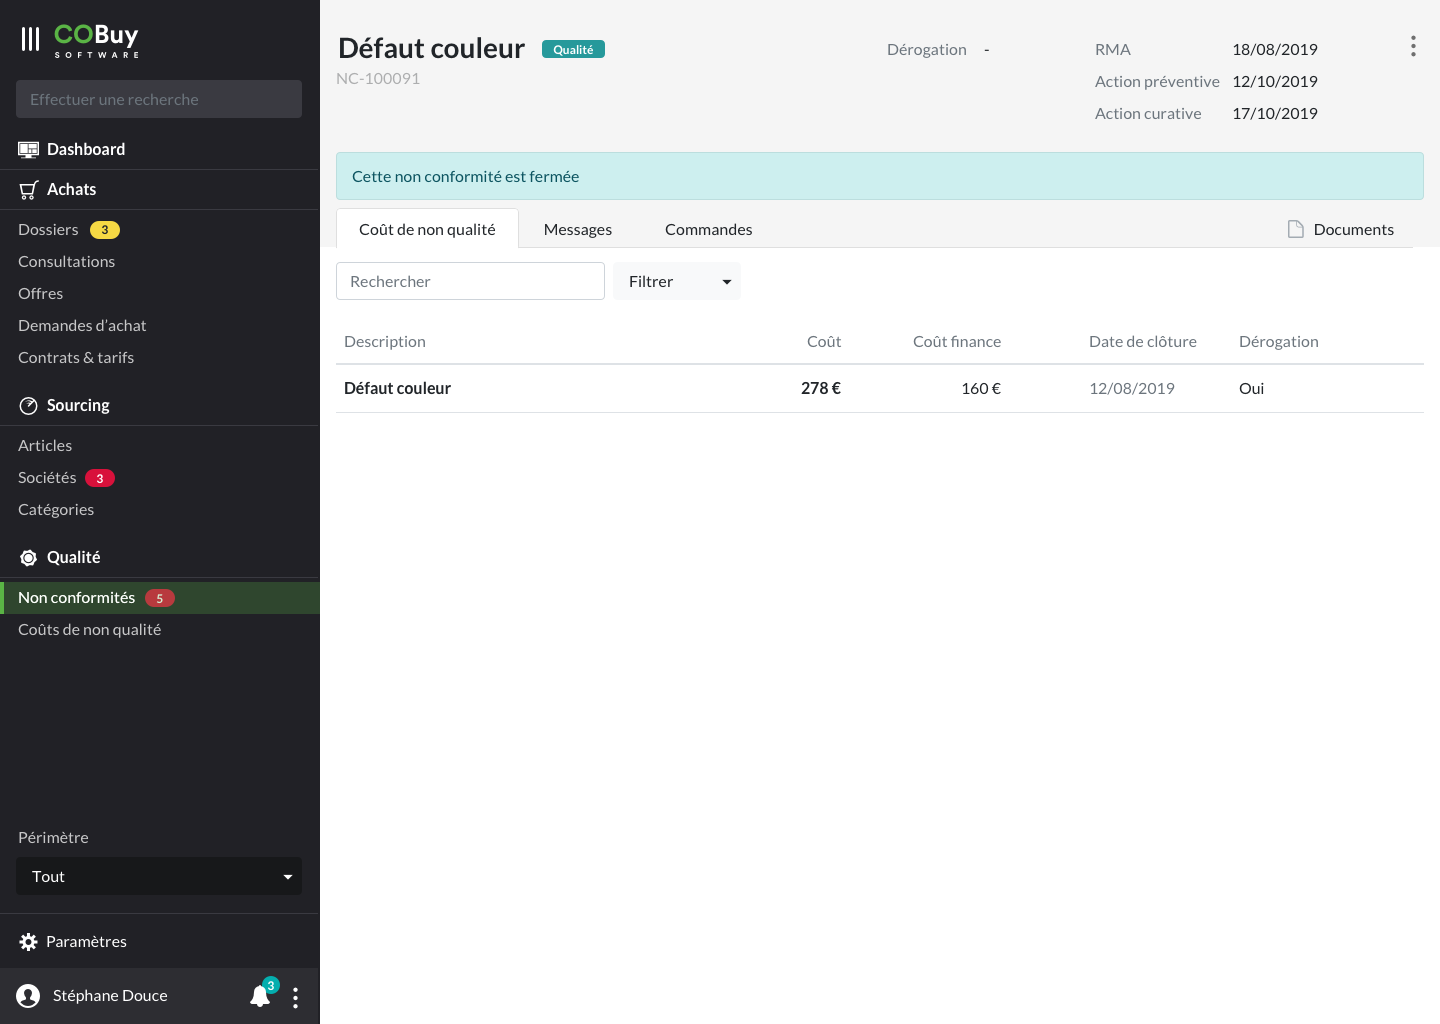 COBuy
SOFTWARE
Effectuer une recherche
Dashboard
Achats
Dossiers 3
Consultations
Offres
Demandes d’achat
Contrats & tarifs
Sourcing
Articles
Sociétés 3
Catégories
Qualité
Non conformités 5
Coûts de non qualité
Périmètre
Tout
Paramètres
Stéphane Douce 3
Défaut couleur Qualité
NC-100091
Dérogation -
RMA 18/08/2019
Action préventive 12/10/2019
Action curative 17/10/2019
Cette non conformité est fermée
Coût de non qualité Messages Commandes Documents
Rechercher Filtrer
Description Coût Coût finance Date de clôture Dérogation
Défaut couleur 278 € 160 € 12/08/2019 Oui